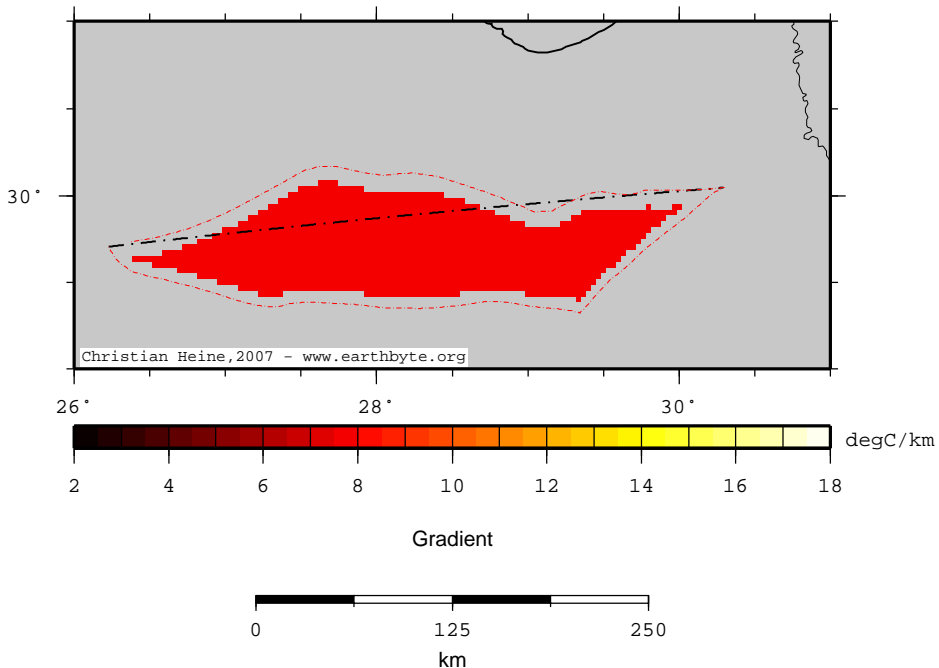 30°
Christian Heine,2007 - www.earthbyte.org
26° 28° 30°
degC/km
2 4 6 8 10 12 14 16 18
Gradient
0 125 250
km